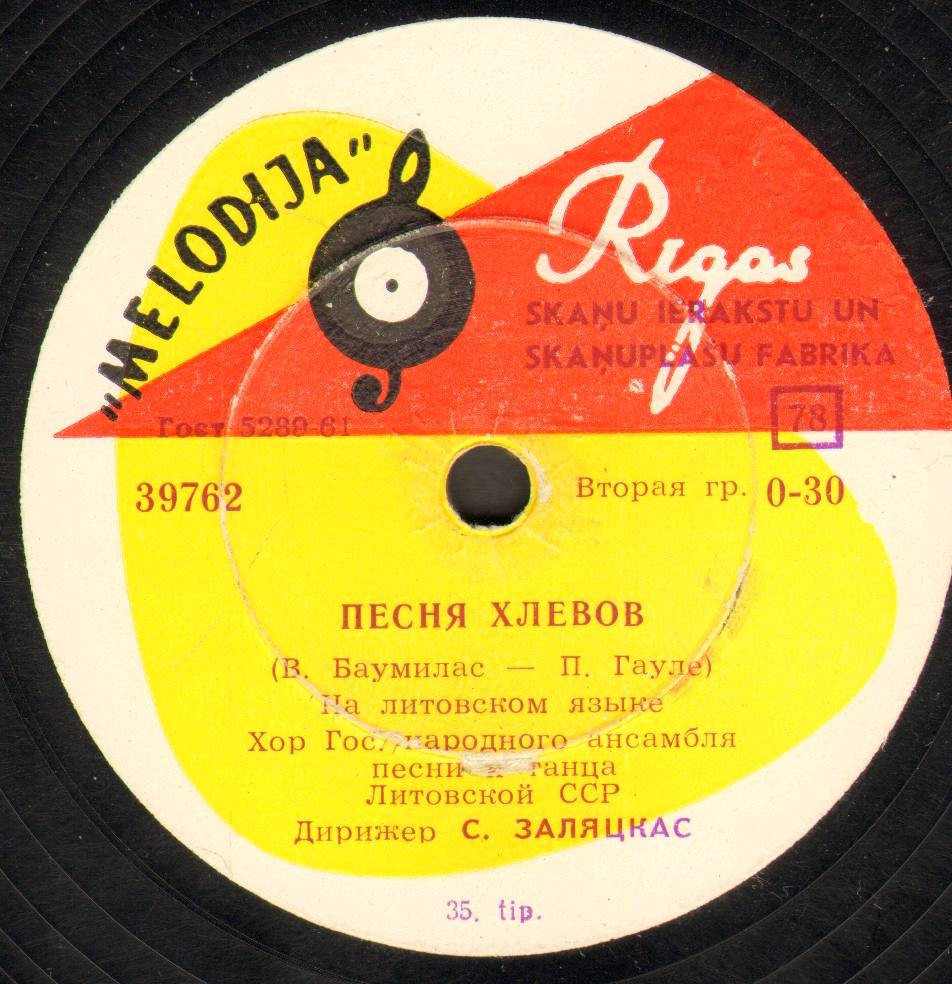 „MELODIJA”
Rīgas
SKAŅU IERAKSTU UN
SKAŅUPLAŠU FABRIKA
Гост 5289-61
78
39762
Вторая гр. 0-30
ПЕСНЯ ХЛЕВОВ
(В. Баумилас — П. Гауле)
На литовском языке
Хор Гос. народного ансамбля
песни и танца
Литовской ССР
Дирижер С. ЗАЛЯЦКАС
35. tip.